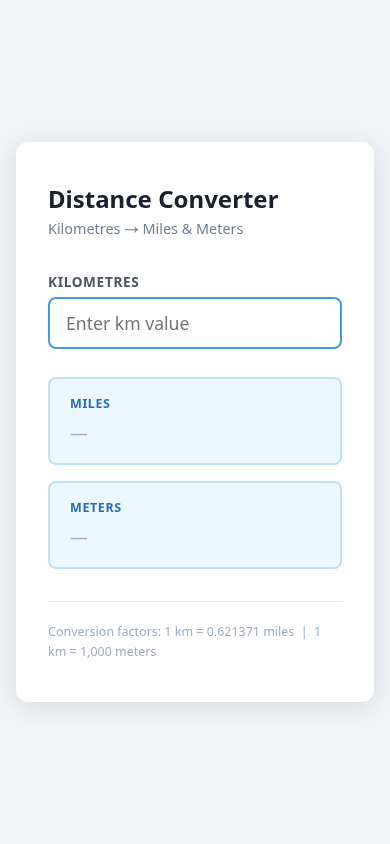 Distance Converter
Kilometres → Miles & Meters
KILOMETRES
Enter km value
MILES
—
METERS
—
Conversion factors: 1 km = 0.621371 miles | 1
km = 1,000 meters